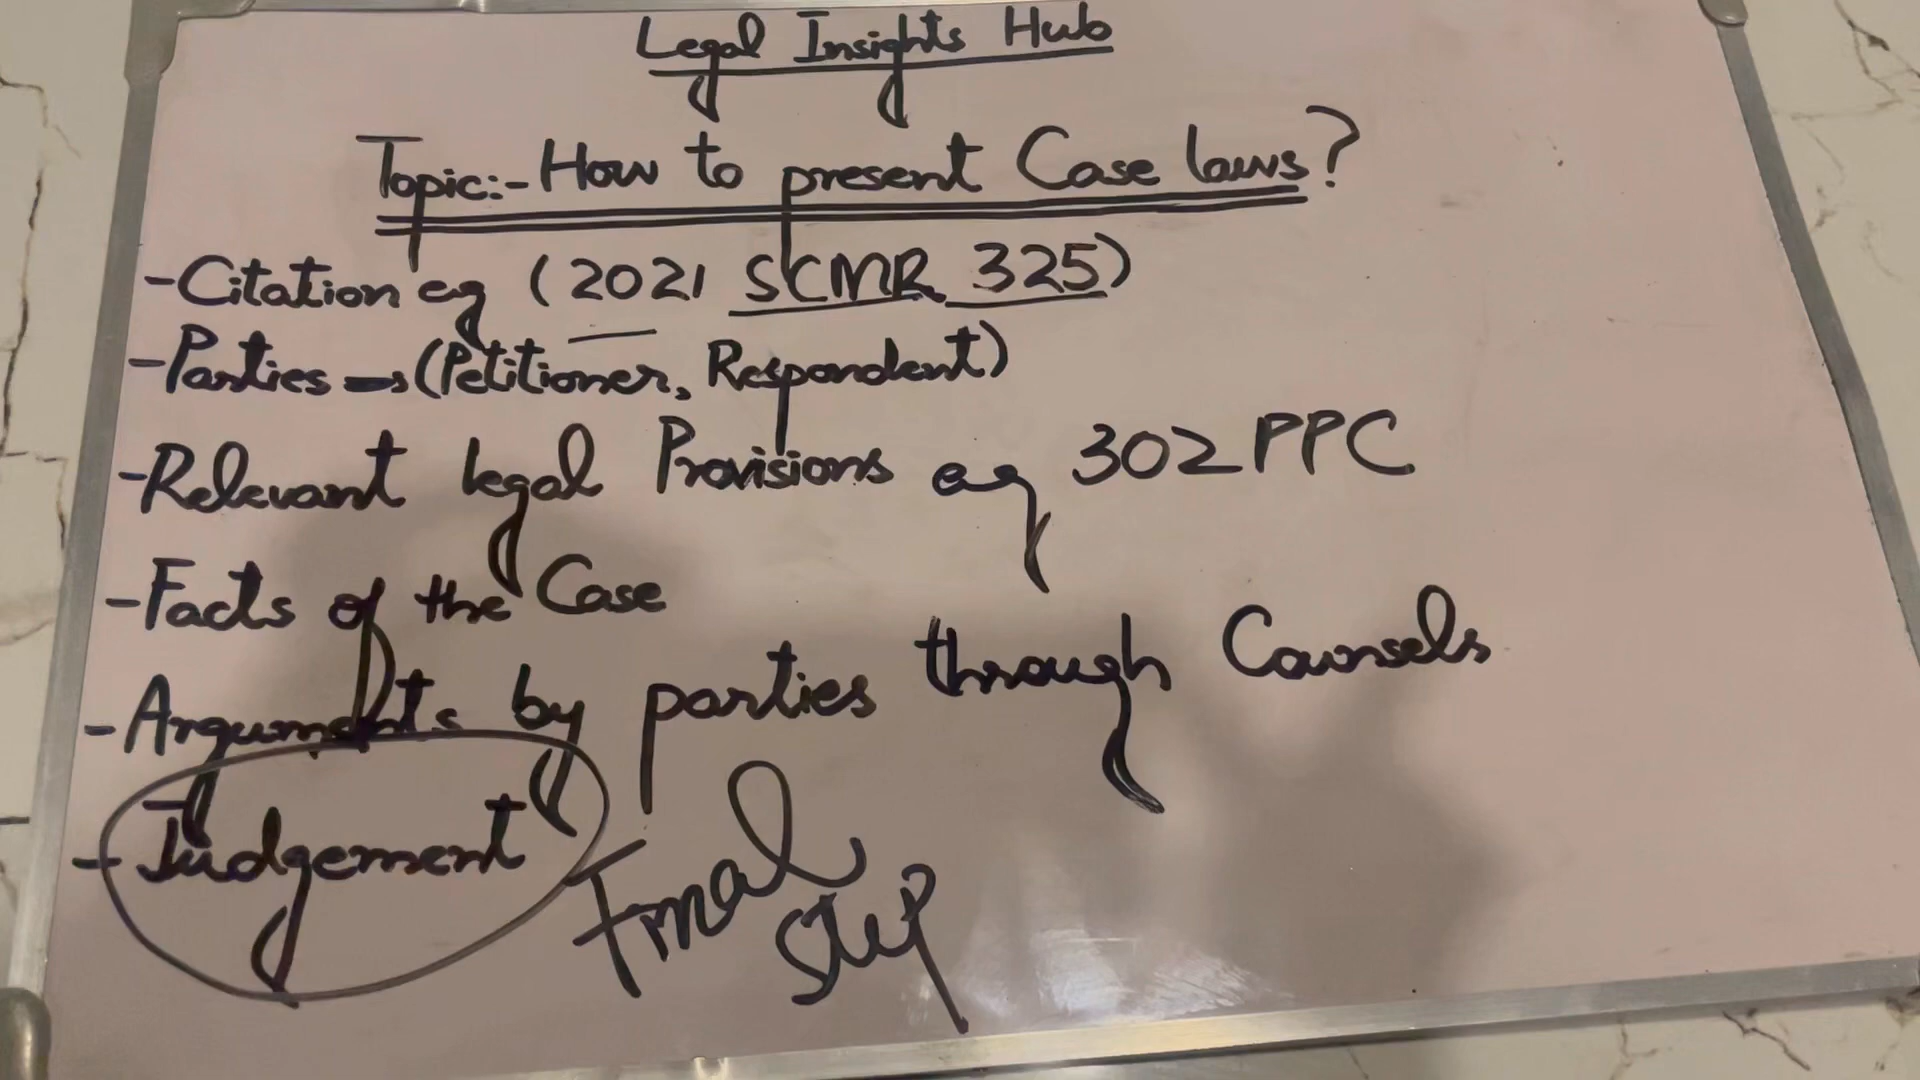 Legal Insights Hub
Topic:- How to present Case laws?
- Citation eg (2021 SCMR 325)
- Parties → (Petitioner, Respondent)
- Relevant legal Provisions eg 302 PPC
- Facts of the Case
- Arguments by parties through Counsels
- Judgement
Final
Step